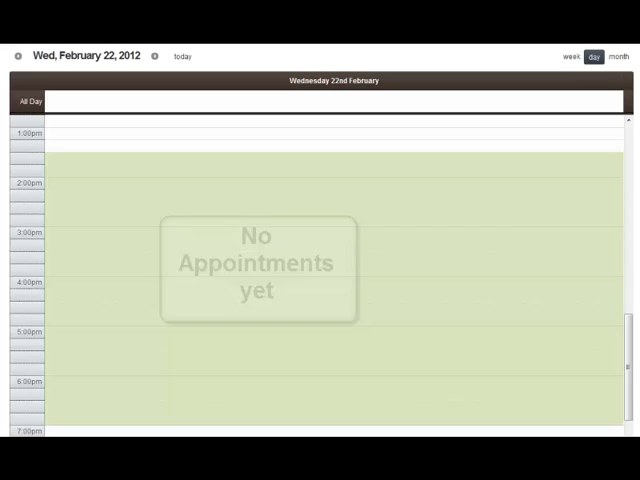 Wed, February 22, 2012 today week day month
Wednesday 22nd February
All Day
1:00pm
2:00pm
3:00pm
No
Appointments
yet
4:00pm
5:00pm
6:00pm
7:00pm